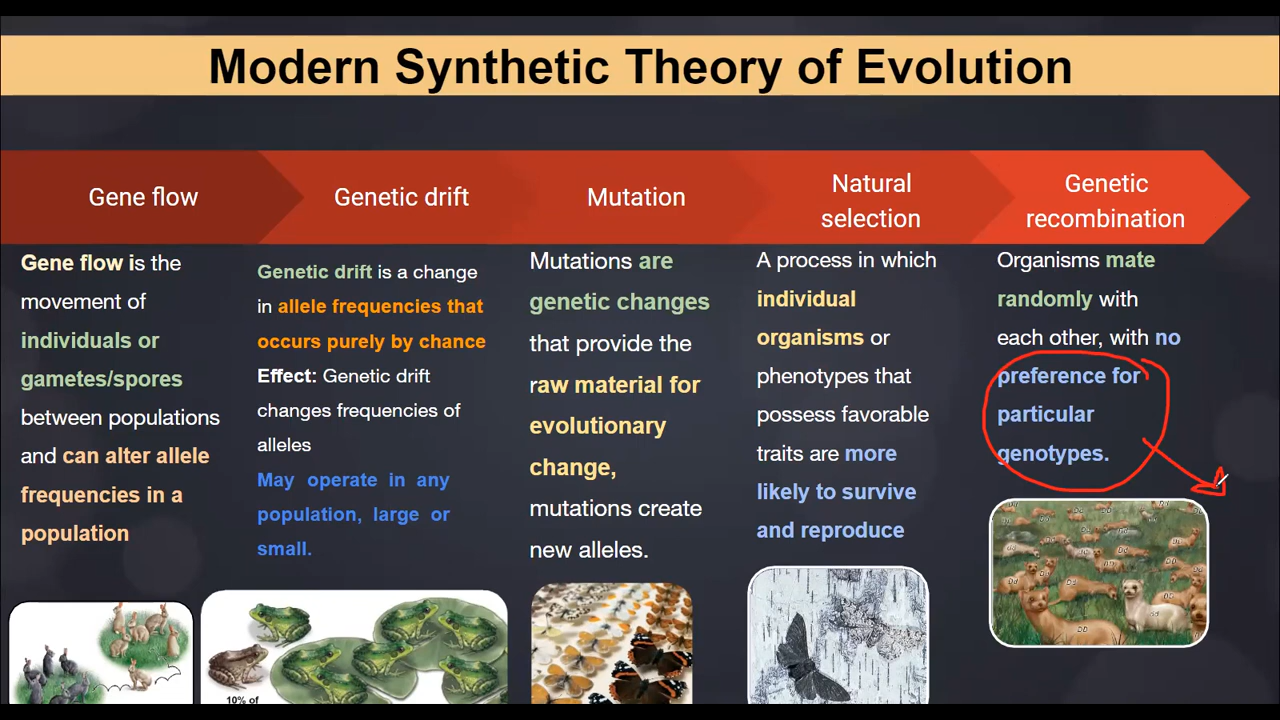 Modern Synthetic Theory of Evolution
Gene flow
Genetic drift
Mutation
Natural
selection
Genetic
recombination
Gene flow is the
movement of
individuals or
gametes/spores
between populations
and can alter allele
frequencies in a
population
Genetic drift is a change
in allele frequencies that
occurs purely by chance
Effect: Genetic drift
changes frequencies of
alleles
May operate in any
population, large or
small.
10% of
Mutations are
genetic changes
that provide the
raw material for
evolutionary
change,
mutations create
new alleles.
A process in which
individual
organisms or
phenotypes that
possess favorable
traits are more
likely to survive
and reproduce
Organisms mate
randomly with
each other, with no
preference for
particular
genotypes.
Dd
Dd
DD